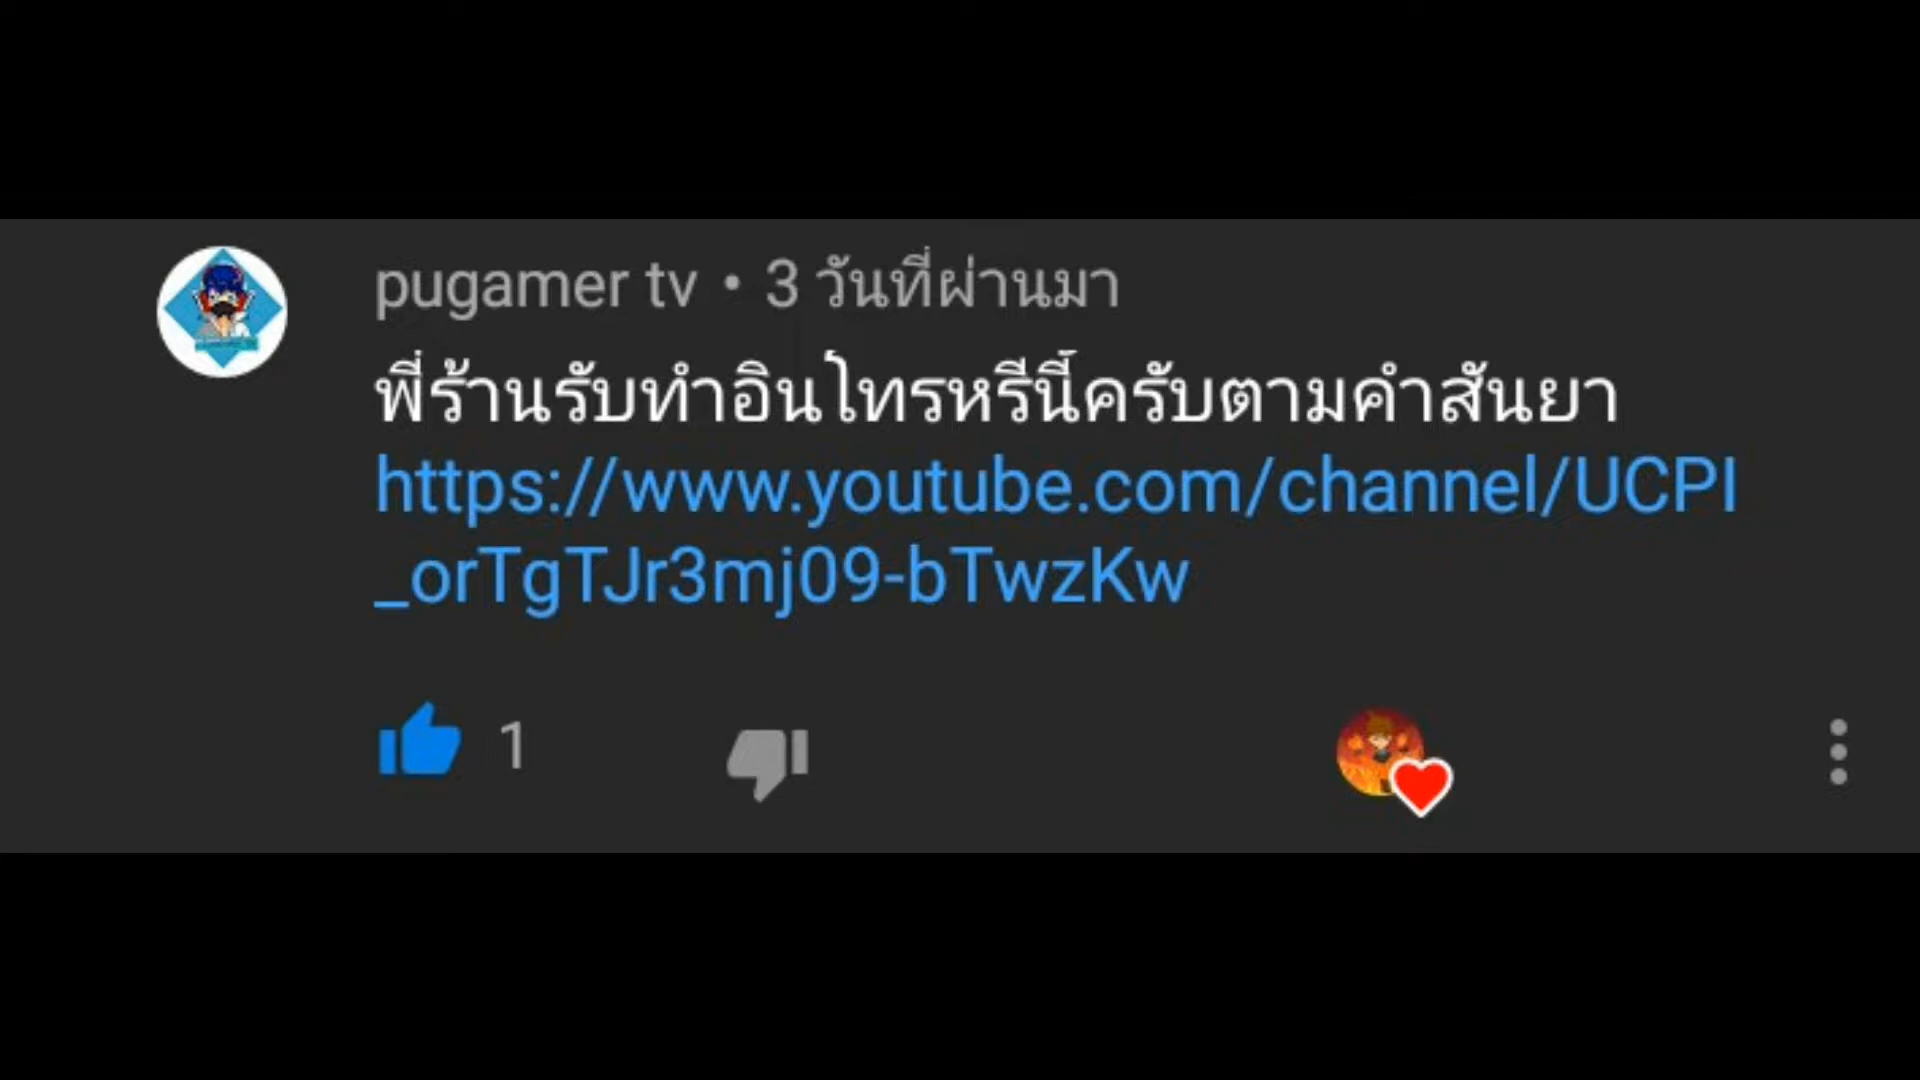 pugamer tv • 3 วันที่ผ่านมา
พี่ร้านรับทำอินโทรหรีนี้ครับตามคำสันยา
https://www.youtube.com/channel/UCPI
_orTgTJr3mj09-bTwzKw
1